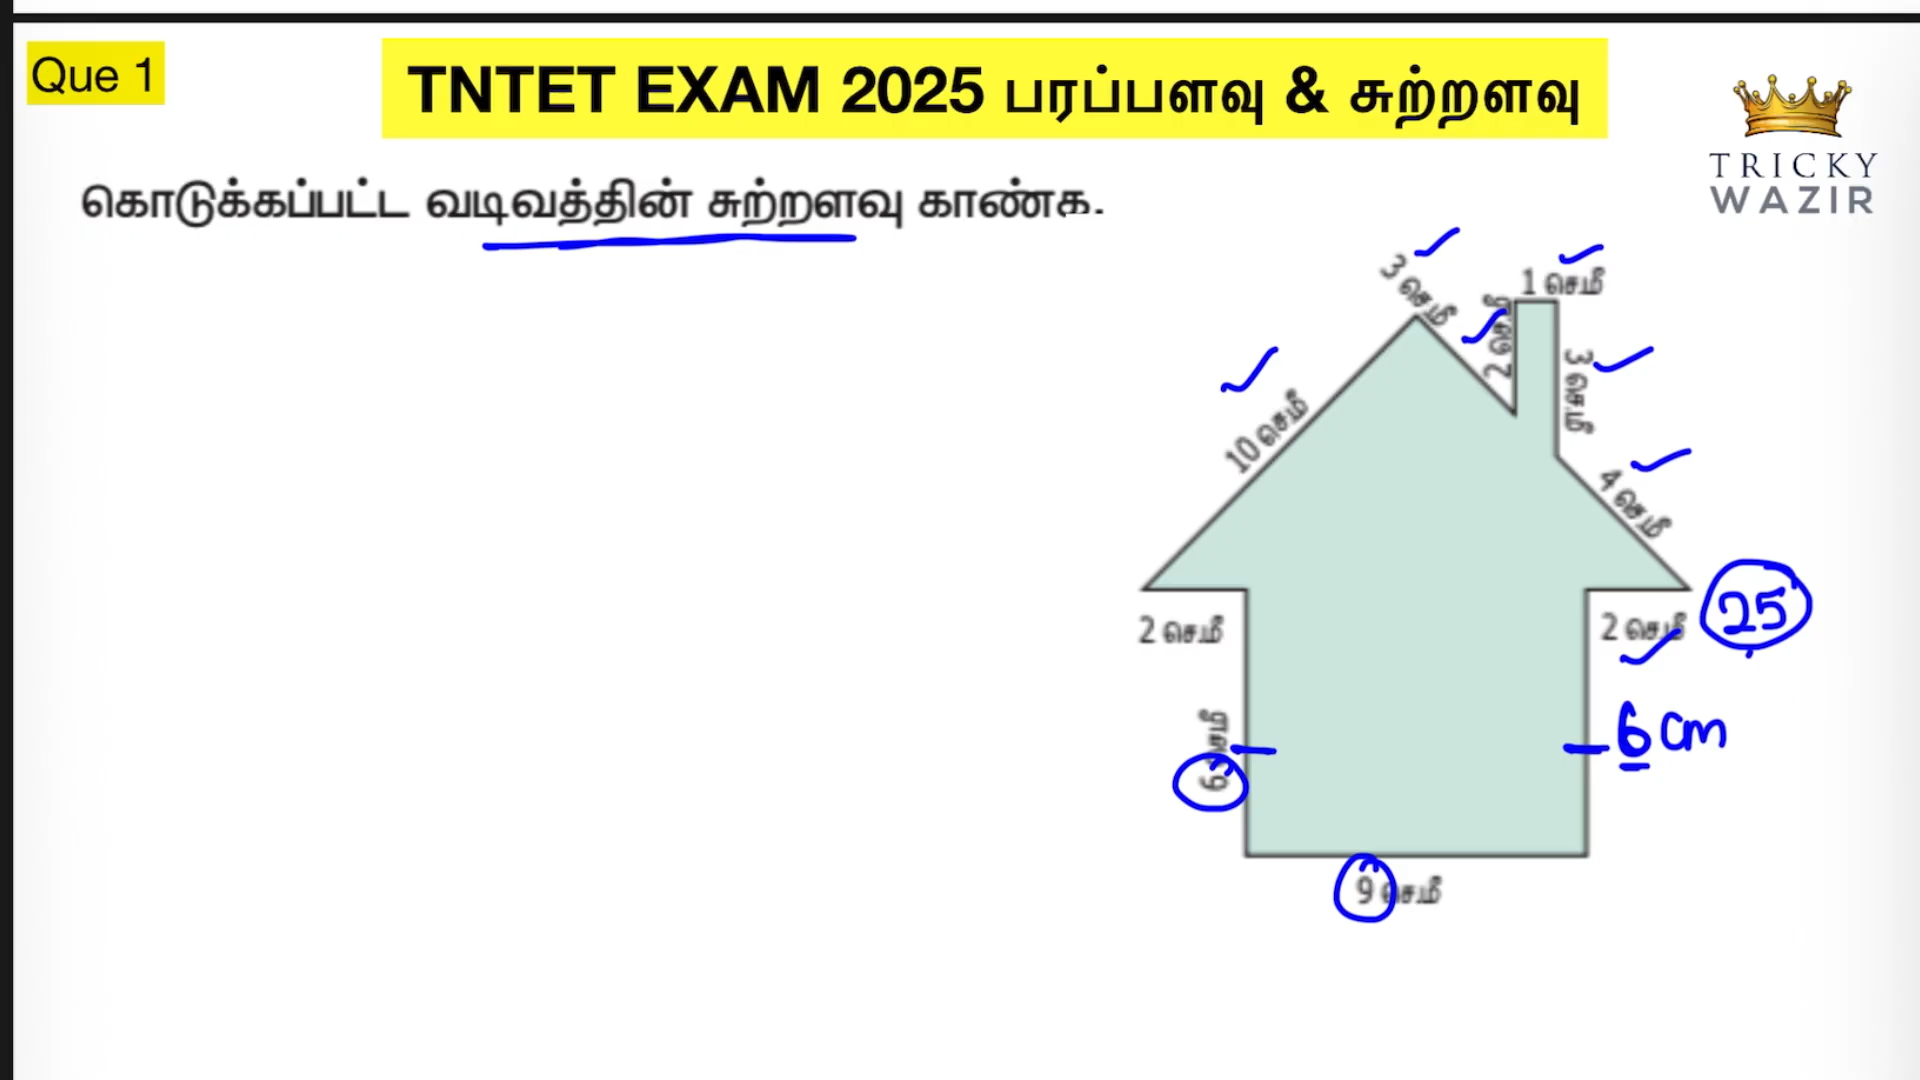 Que 1
TNTET EXAM 2025 பரப்பளவு & சுற்றளவு
TRICKY
WAZIR
கொடுக்கப்பட்ட வடிவத்தின் சுற்றளவு காண்க.
3 செமீ
1 செமீ
2 செமீ
3 செமீ
10 செமீ
4 செமீ
2 செமீ
2 செமீ
25
6 செமீ
6 cm
9 செமீ